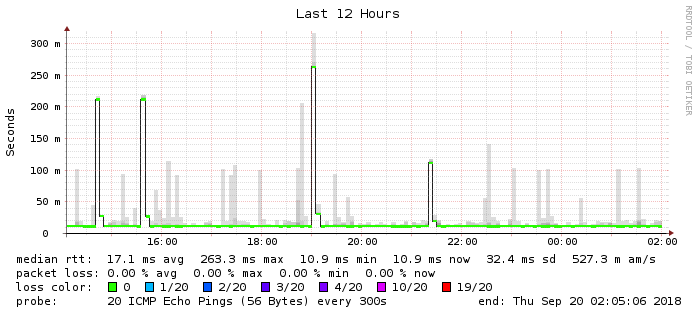 Last 12 Hours
RRDTOOL / TOBI OETIKER
Seconds
300 m
250 m
200 m
150 m
100 m
50 m
0
16:00 18:00 20:00 22:00 00:00 02:00
median rtt: 17.1 ms avg 263.3 ms max 10.9 ms min 10.9 ms now 32.4 ms sd 527.3 m am/s
packet loss: 0.00 % avg 0.00 % max 0.00 % min 0.00 % now
loss color: 0 1/20 2/20 3/20 4/20 10/20 19/20
probe: 20 ICMP Echo Pings (56 Bytes) every 300s end: Thu Sep 20 02:05:06 2018